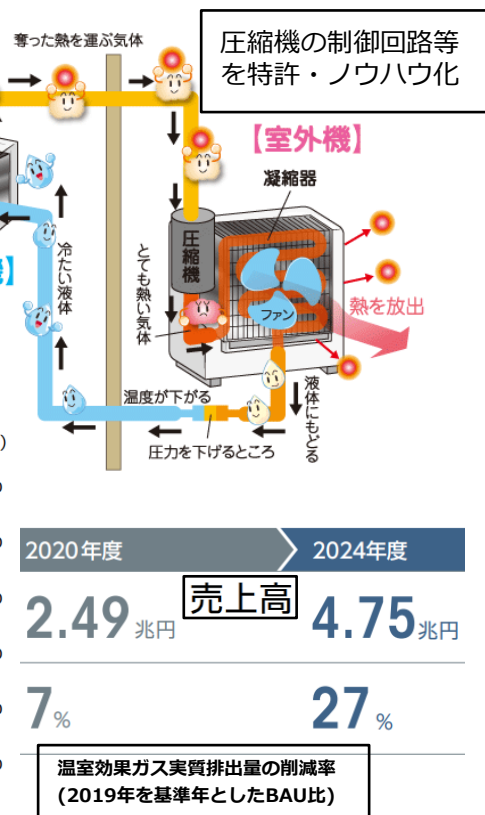 奪った熱を運ぶ気体
圧縮機の制御回路等
を特許・ノウハウ化
【室外機】
凝縮器
圧縮機
冷たい液体
とても熱い気体
ファン
熱を放出
温度が下がる
液体にもどる
圧力を下げるところ
】
)
2020年度
2024年度
売上高
2.49兆円
4.75兆円
7%
27%
温室効果ガス実質排出量の削減率
(2019年を基準年としたBAU比)